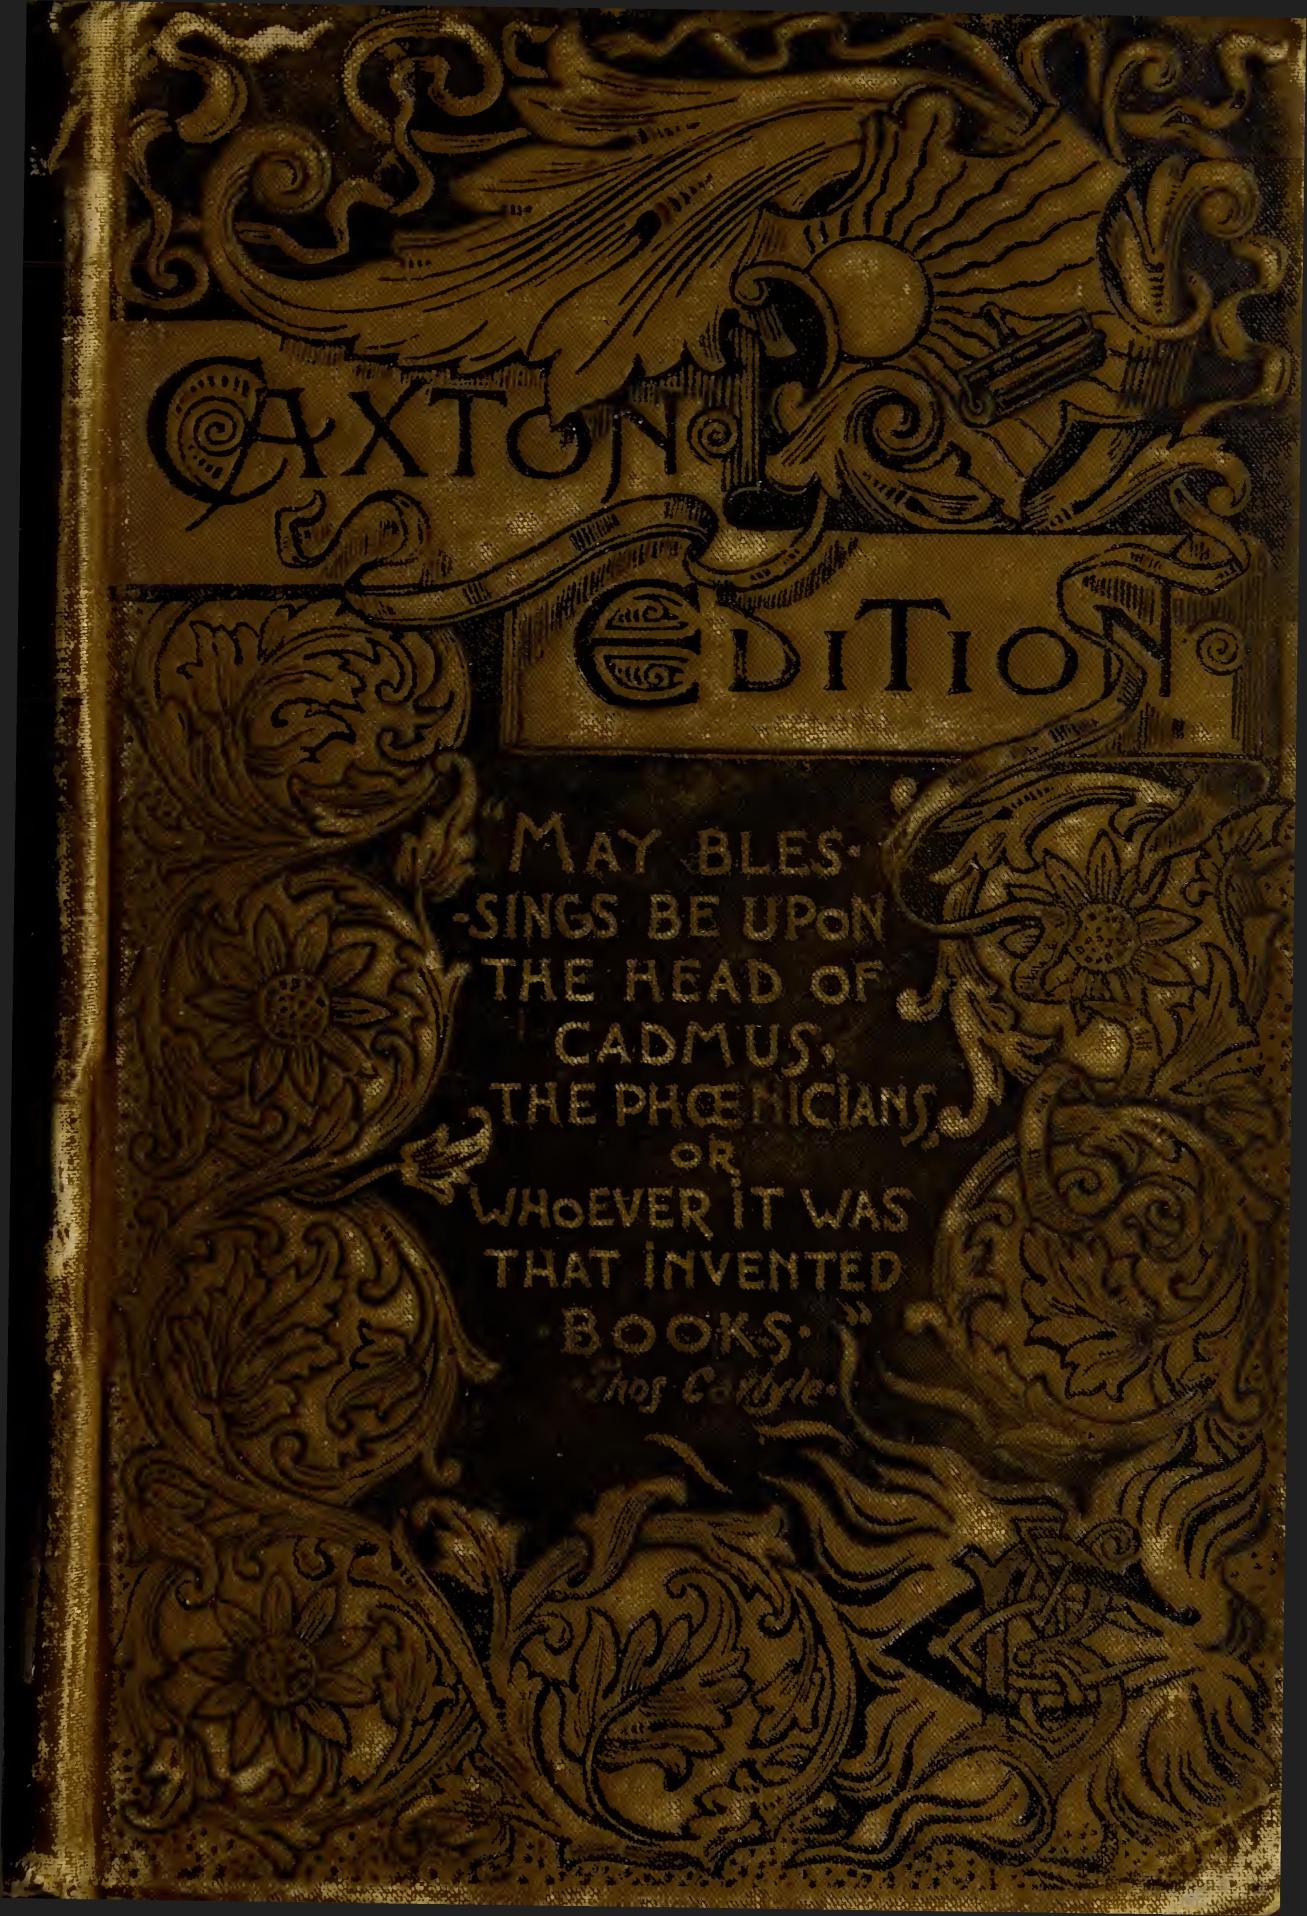 CAXTON
EDITION
"MAY BLES-
-SINGS BE UPON
THE HEAD OF
CADMUS,
THE PHŒNICIANS,
OR
WHOEVER IT WAS
THAT INVENTED
BOOKS."
Thos Carlyle